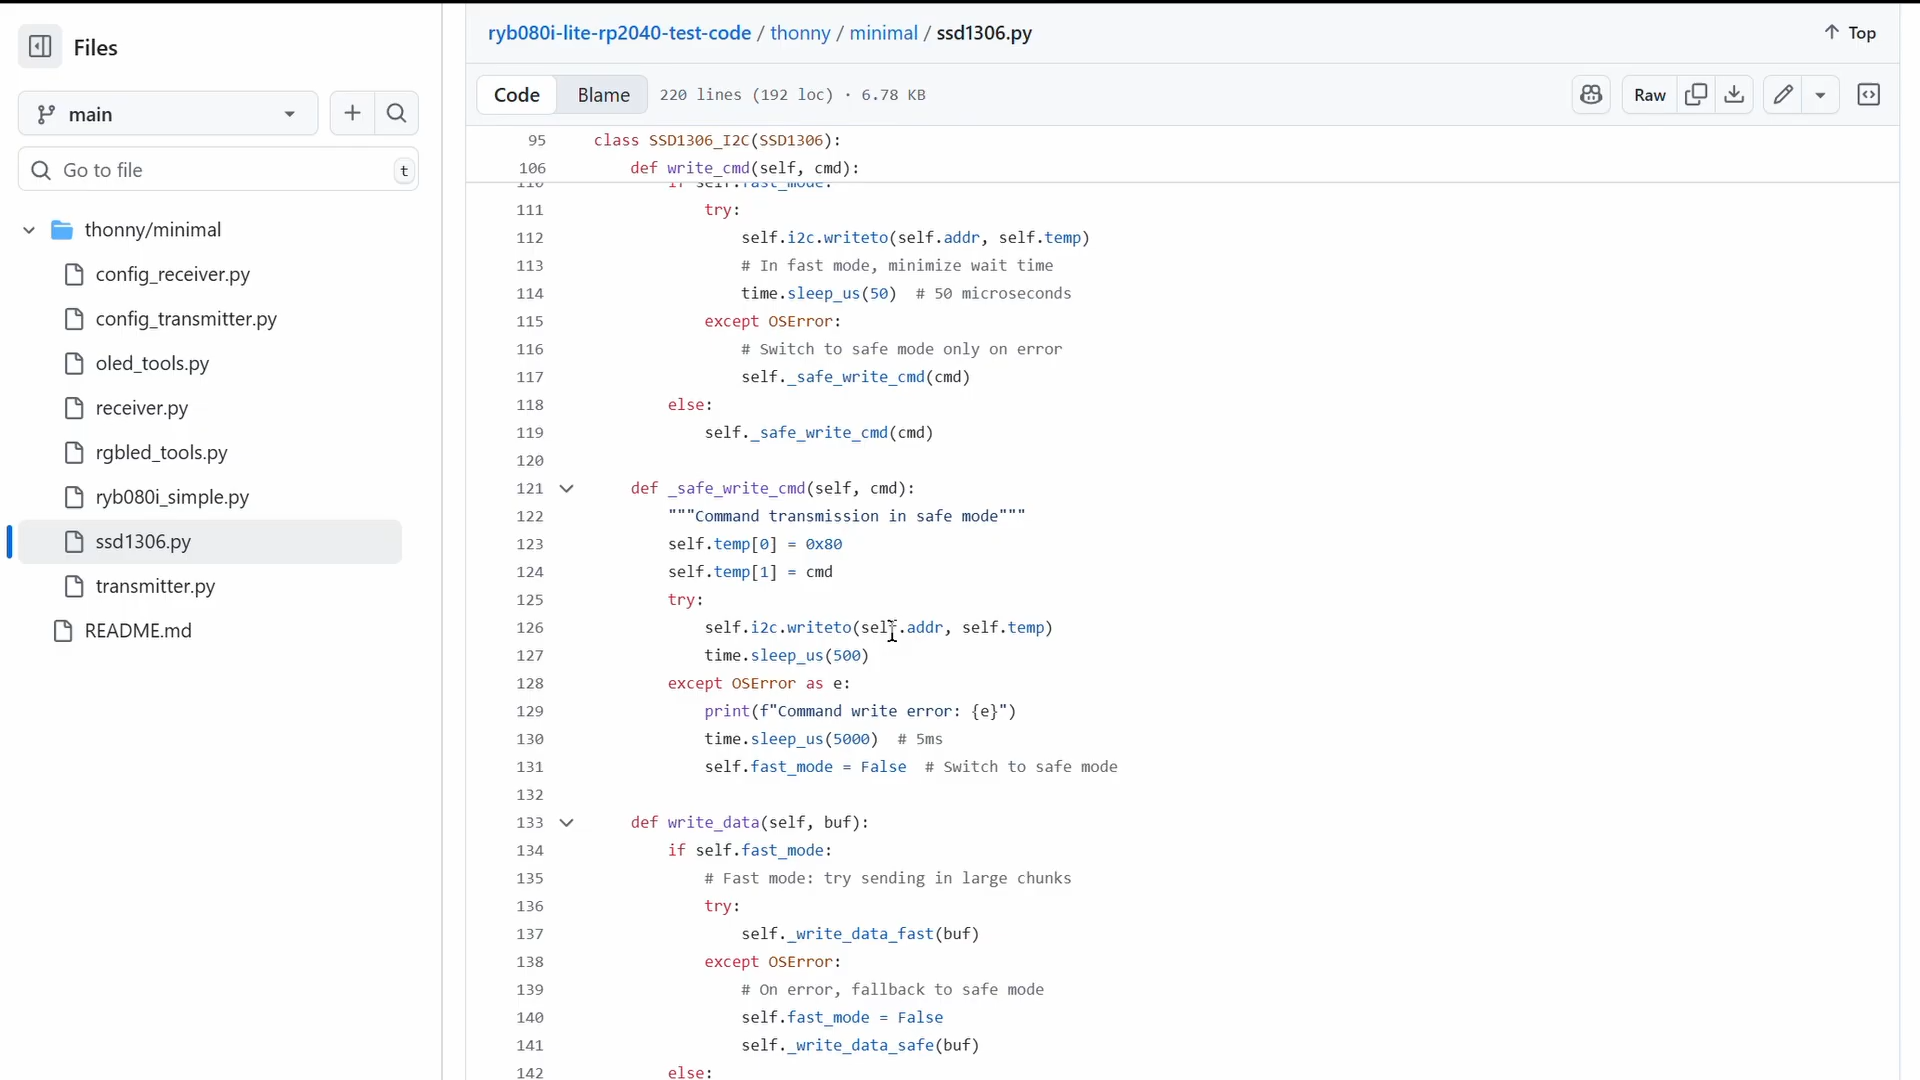 Files
main
Go to file
t
thonny/minimal
config_receiver.py
config_transmitter.py
oled_tools.py
receiver.py
rgbled_tools.py
ryb080i_simple.py
ssd1306.py
transmitter.py
README.md
ryb080i-lite-rp2040-test-code / thonny / minimal / ssd1306.py
Top
Code Blame 220 lines (192 loc) · 6.78 KB
Raw
95 class SSD1306_I2C(SSD1306):
106 def write_cmd(self, cmd):
110 if self.fast_mode:
111 try:
112 self.i2c.writeto(self.addr, self.temp)
113 # In fast mode, minimize wait time
114 time.sleep_us(50) # 50 microseconds
115 except OSError:
116 # Switch to safe mode only on error
117 self._safe_write_cmd(cmd)
118 else:
119 self._safe_write_cmd(cmd)
120
121 def _safe_write_cmd(self, cmd):
122 """Command transmission in safe mode"""
123 self.temp[0] = 0x80
124 self.temp[1] = cmd
125 try:
126 self.i2c.writeto(self.addr, self.temp)
127 time.sleep_us(500)
128 except OSError as e:
129 print(f"Command write error: {e}")
130 time.sleep_us(5000) # 5ms
131 self.fast_mode = False # Switch to safe mode
132
133 def write_data(self, buf):
134 if self.fast_mode:
135 # Fast mode: try sending in large chunks
136 try:
137 self._write_data_fast(buf)
138 except OSError:
139 # On error, fallback to safe mode
140 self.fast_mode = False
141 self._write_data_safe(buf)
142 else: